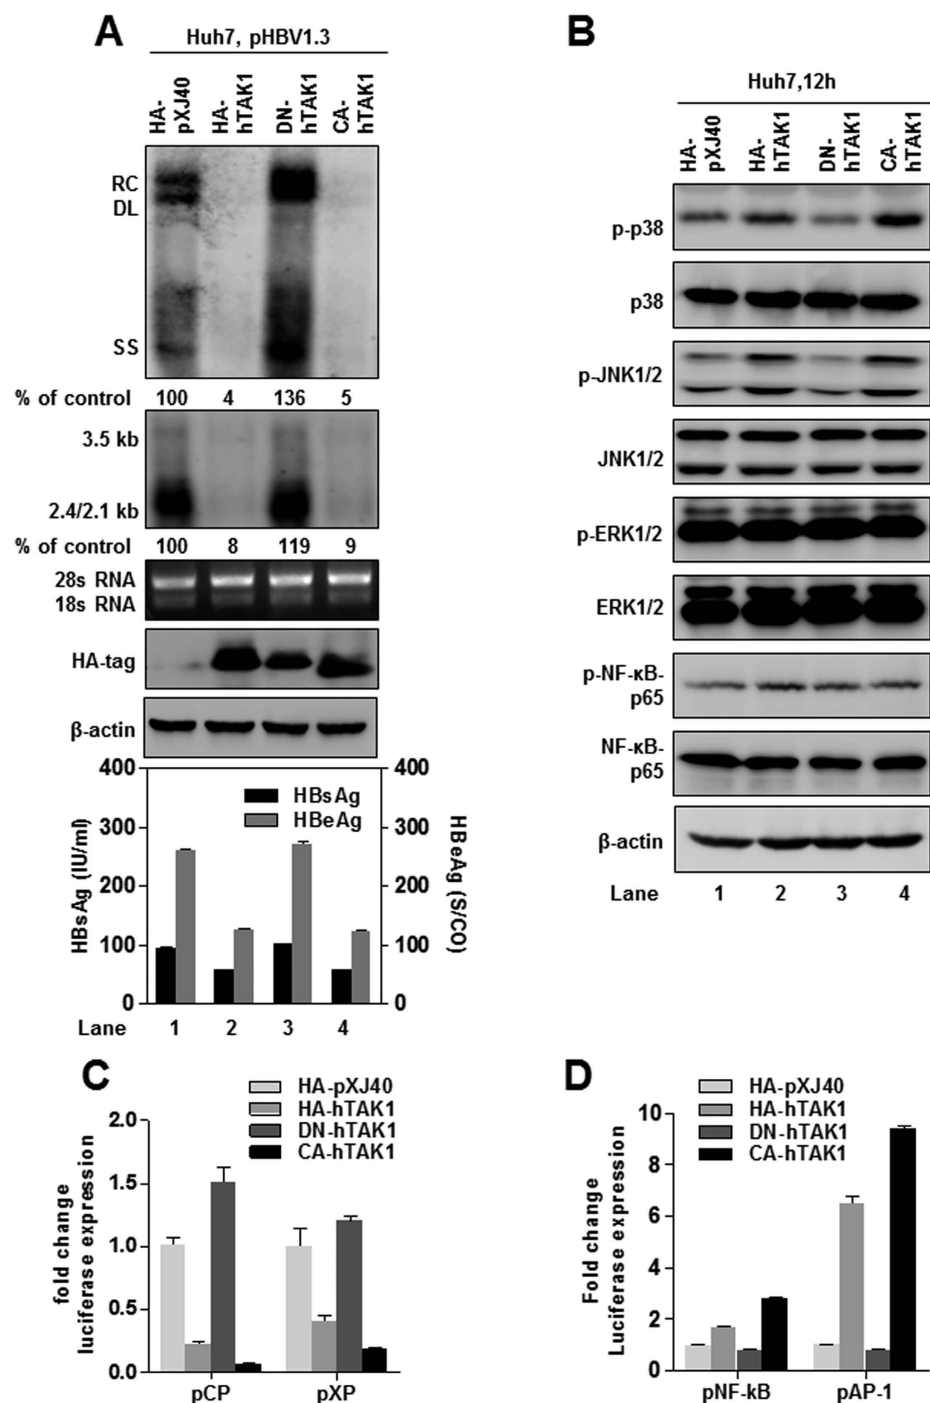 A
Huh7, pHBV1.3
HA-
pXJ40
HA-
hTAK1
DN-
hTAK1
CA-
hTAK1
RC
DL
SS
% of control 100 4 136 5
3.5 kb
2.4/2.1 kb
% of control 100 8 119 9
28s RNA
18s RNA
HA-tag
β-actin
400
300
200
100
0
HBsAg (IU/ml)
HBsAg
HBeAg
400
300
200
100
0
HBeAg (S/CO)
Lane 1 2 3 4
B
Huh7,12h
HA-
pXJ40
HA-
hTAK1
DN-
hTAK1
CA-
hTAK1
p-p38
p38
p-JNK1/2
JNK1/2
p-ERK1/2
ERK1/2
p-NF-κB-
p65
NF-κB-
p65
β-actin
Lane 1 2 3 4
C
HA-pXJ40
HA-hTAK1
DN-hTAK1
CA-hTAK1
fold change
luciferase expression
2.0
1.5
1.0
0.5
0.0
pCP pXP
D
HA-pXJ40
HA-hTAK1
DN-hTAK1
CA-hTAK1
Fold change
Luciferase expression
10
8
6
4
2
0
pNF-kB pAP-1